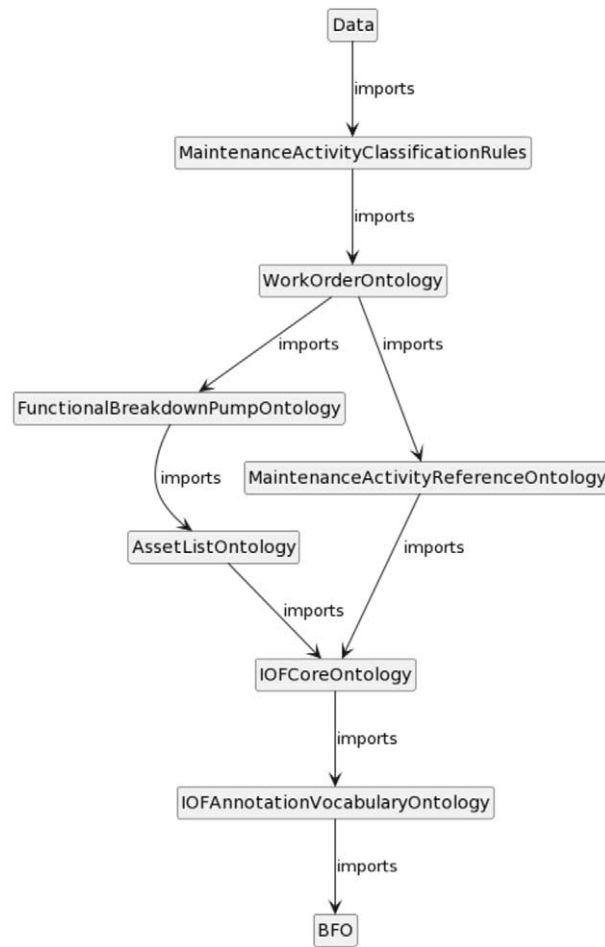 Data
imports
MaintenanceActivityClassificationRules
imports
WorkOrderOntology
imports
imports
FunctionalBreakdownPumpOntology
MaintenanceActivityReferenceOntology
imports
AssetListOntology
imports
imports
IOFCoreOntology
imports
IOFAnnotationVocabularyOntology
imports
BFO